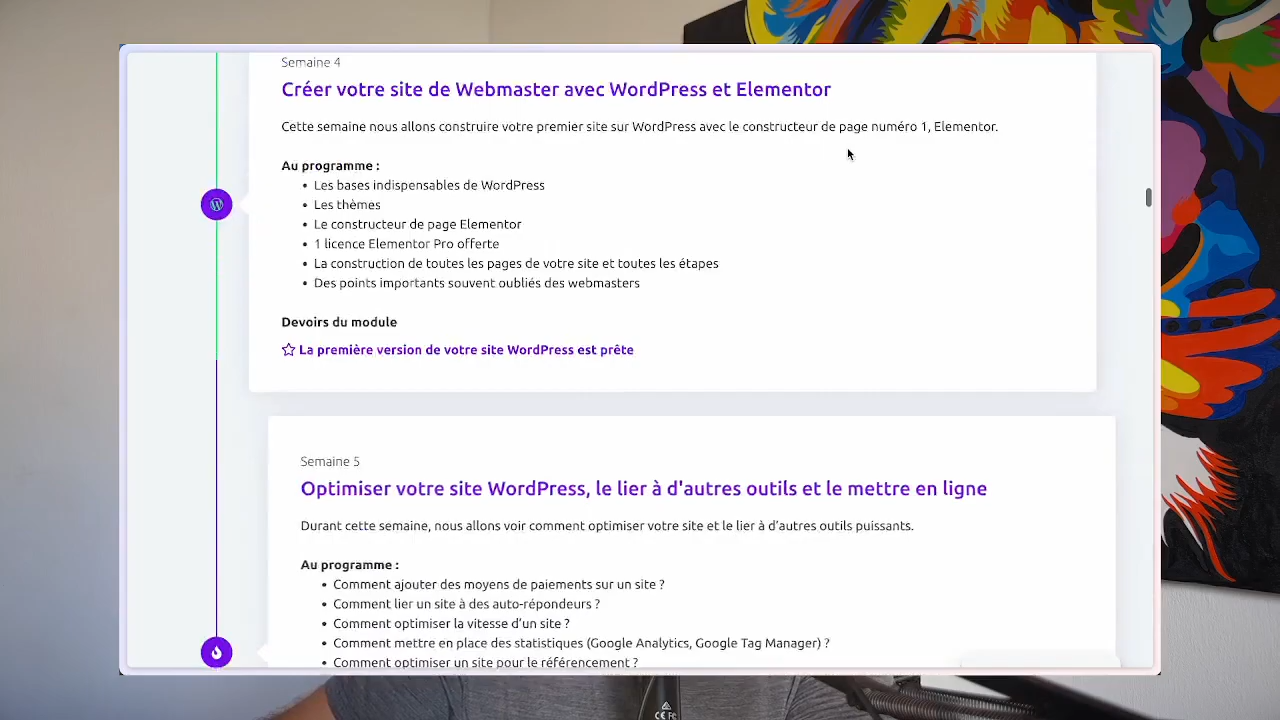 Semaine 4
Créer votre site de Webmaster avec WordPress et Elementor
Cette semaine nous allons construire votre premier site sur WordPress avec le constructeur de page numéro 1, Elementor.
Au programme :
• Les bases indispensables de WordPress
• Les thèmes
• Le constructeur de page Elementor
• 1 licence Elementor Pro offerte
• La construction de toutes les pages de votre site et toutes les étapes
• Des points importants souvent oubliés des webmasters
Devoirs du module
La première version de votre site WordPress est prête
Semaine 5
Optimiser votre site WordPress, le lier à d'autres outils et le mettre en ligne
Durant cette semaine, nous allons voir comment optimiser votre site et le lier à d’autres outils puissants.
Au programme :
• Comment ajouter des moyens de paiements sur un site ?
• Comment lier un site à des auto-répondeurs ?
• Comment optimiser la vitesse d’un site ?
• Comment mettre en place des statistiques (Google Analytics, Google Tag Manager) ?
• Comment optimiser un site pour le référencement ?
CE FC